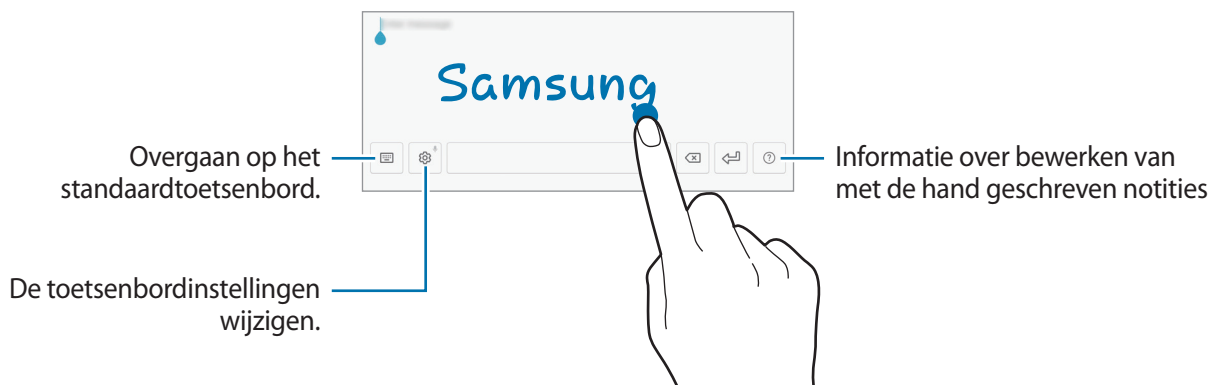 Samsung
Overgaan op het
standaardtoetsenbord.
Informatie over bewerken van
met de hand geschreven notities
De toetsenbordinstellingen
wijzigen.